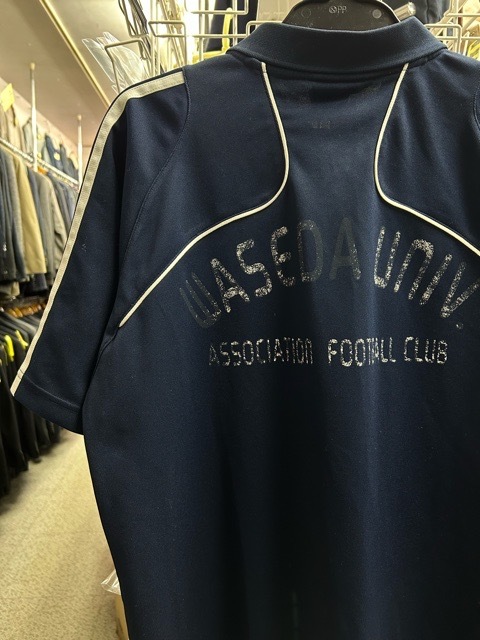 WASEDA UNIV.
ASSOCIATION FOOTBALL CLUB